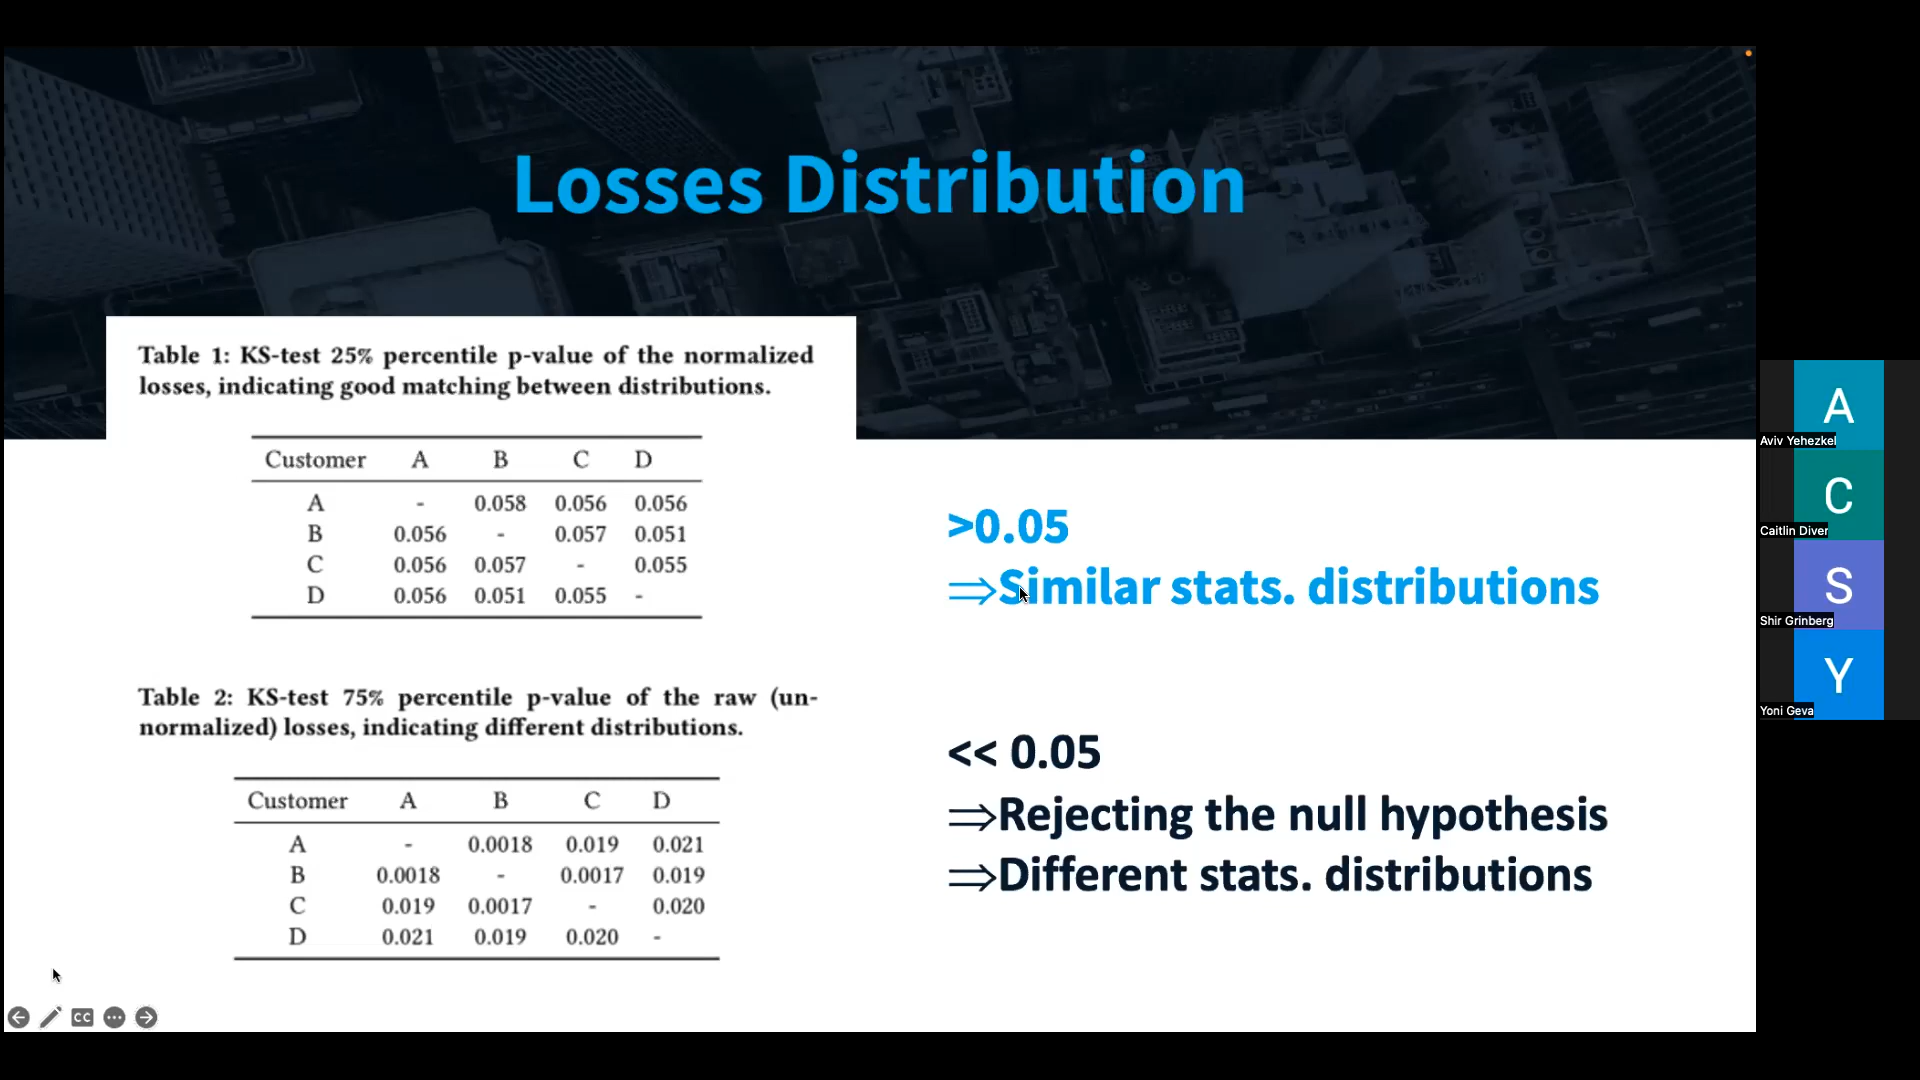 Losses Distribution
Table 1: KS-test 25% percentile p-value of the normalized
losses, indicating good matching between distributions.
Customer A B C D
A - 0.058 0.056 0.056
B 0.056 - 0.057 0.051
C 0.056 0.057 - 0.055
D 0.056 0.051 0.055 -
>0.05
⇒Similar stats. distributions
Table 2: KS-test 75% percentile p-value of the raw (un-
normalized) losses, indicating different distributions.
Customer A B C D
A - 0.0018 0.019 0.021
B 0.0018 - 0.0017 0.019
C 0.019 0.0017 - 0.020
D 0.021 0.019 0.020 -
<< 0.05
⇒Rejecting the null hypothesis
⇒Different stats. distributions
CC
A
Aviv Yehezkel
C
Caitlin Diver
S
Shir Grinberg
Y
Yoni Geva